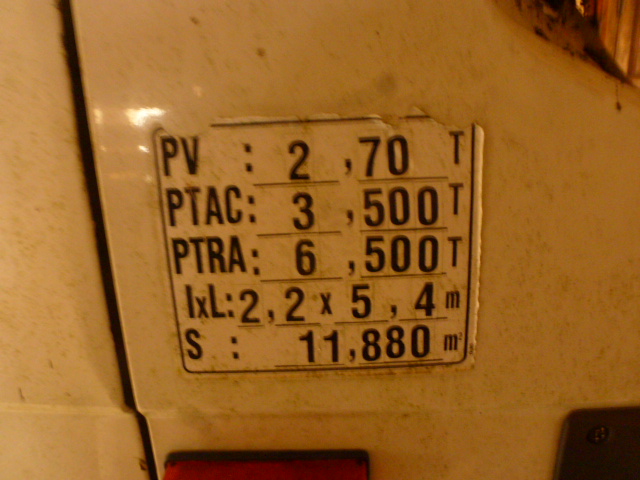 PV : 2,70 T
PTAC: 3,500 T
PTRA: 6,500 T
lxL: 2,2 x 5,4 m
S : 11,880 m²